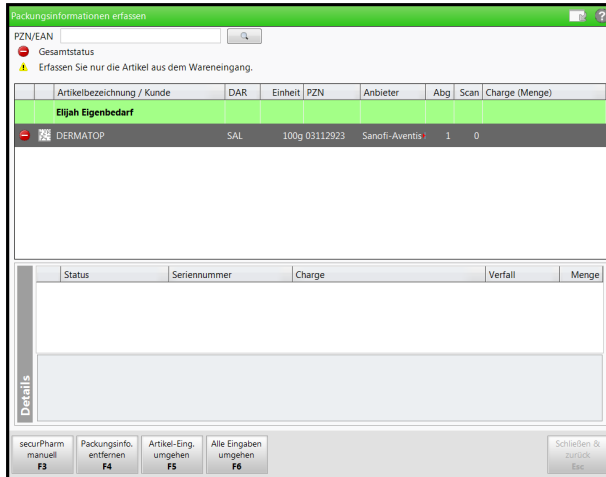 Packungsinformationen erfassen
PZN/EAN
Gesamtstatus
Erfassen Sie nur die Artikel aus dem Wareneingang.
Artikelbezeichnung / Kunde DAR Einheit PZN Anbieter Abg Scan Charge (Menge)
Elijah Eigenbedarf
DERMATOP SAL 100g 03112923 Sanofi-Aventis 1 0
Status Seriennummer Charge Verfall Menge
Details
securPharm manuell F3
Packungsinfo. entfernen F4
Artikel-Eing. umgehen F5
Alle Eingaben umgehen F6
Schließen & zurück Esc